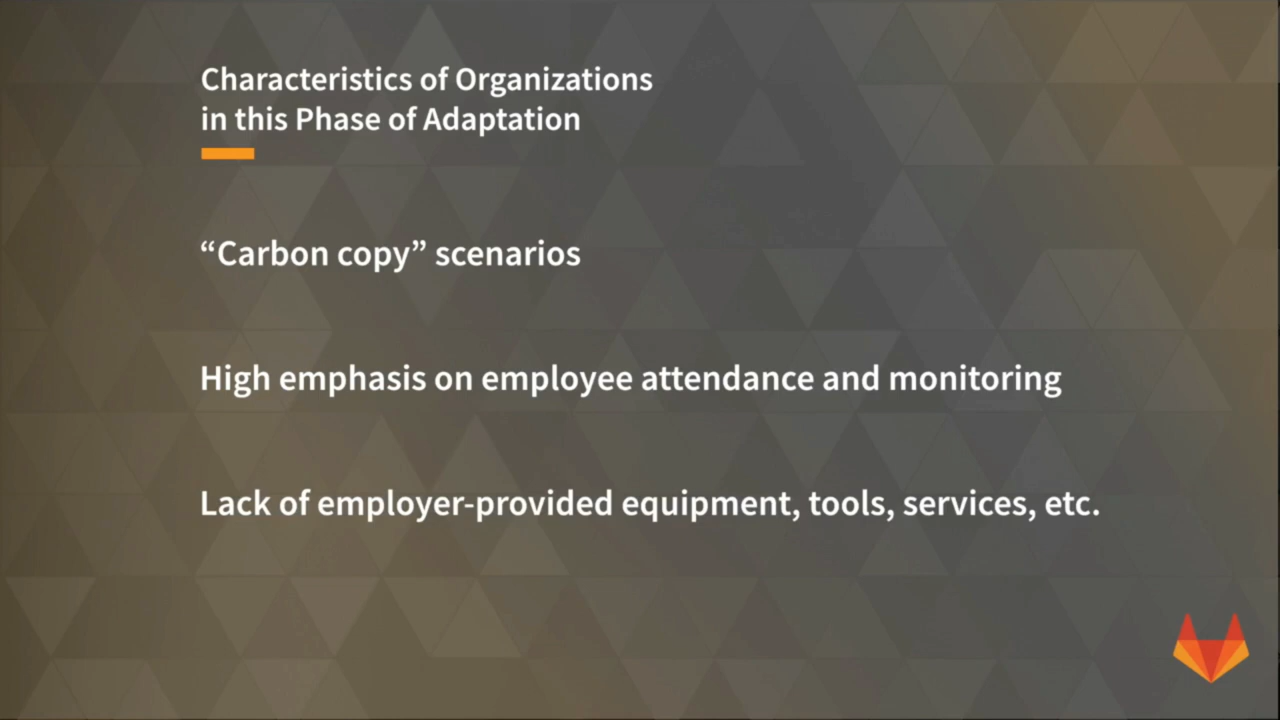 Characteristics of Organizations
in this Phase of Adaptation
“Carbon copy” scenarios
High emphasis on employee attendance and monitoring
Lack of employer-provided equipment, tools, services, etc.